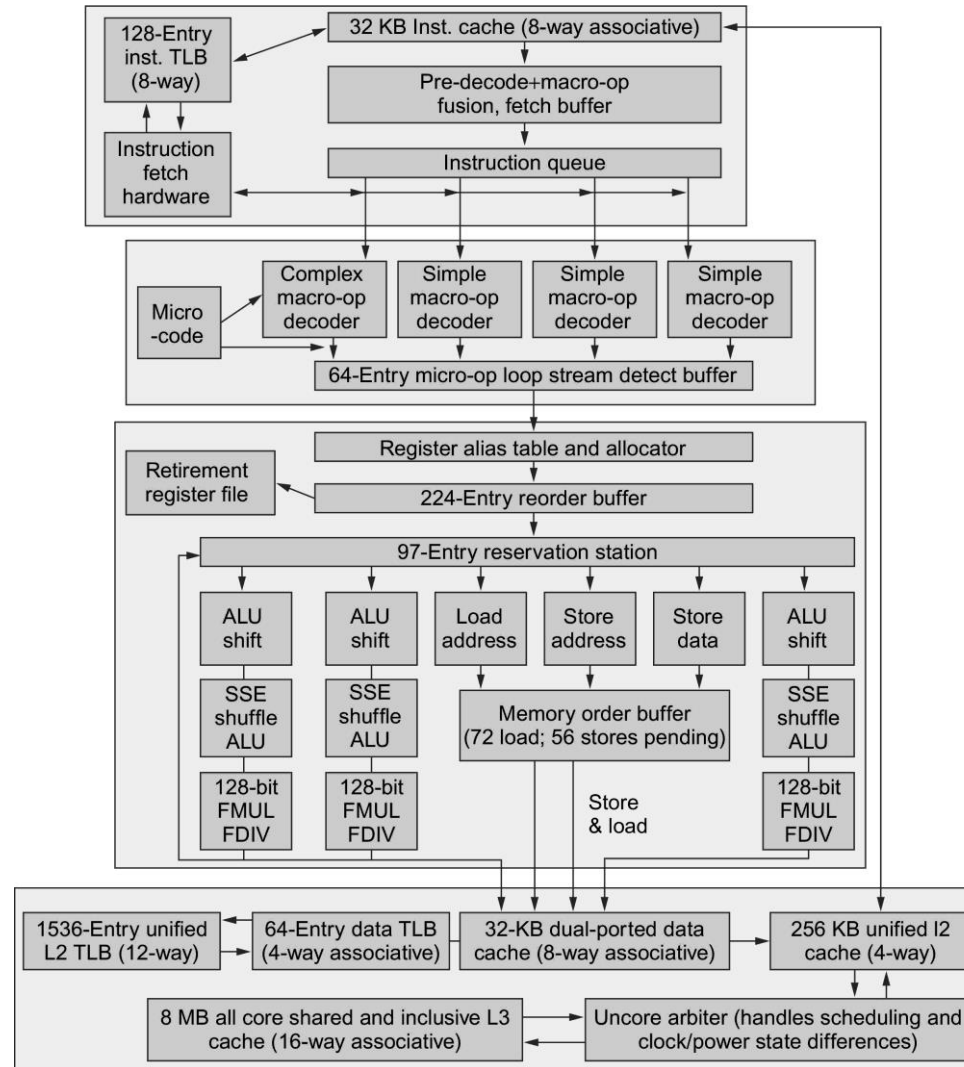 128-Entry
inst. TLB
(8-way)
32 KB Inst. cache (8-way associative)
Pre-decode+macro-op
fusion, fetch buffer
Instruction
fetch
hardware
Instruction queue
Micro
-code
Complex
macro-op
decoder
Simple
macro-op
decoder
Simple
macro-op
decoder
Simple
macro-op
decoder
64-Entry micro-op loop stream detect buffer
Register alias table and allocator
Retirement
register file
224-Entry reorder buffer
97-Entry reservation station
ALU
shift
ALU
shift
Load
address
Store
address
Store
data
ALU
shift
SSE
shuffle
ALU
SSE
shuffle
ALU
Memory order buffer
(72 load; 56 stores pending)
SSE
shuffle
ALU
128-bit
FMUL
FDIV
128-bit
FMUL
FDIV
Store
& load
128-bit
FMUL
FDIV
1536-Entry unified
L2 TLB (12-way)
64-Entry data TLB
(4-way associative)
32-KB dual-ported data
cache (8-way associative)
256 KB unified l2
cache (4-way)
8 MB all core shared and inclusive L3
cache (16-way associative)
Uncore arbiter (handles scheduling and
clock/power state differences)